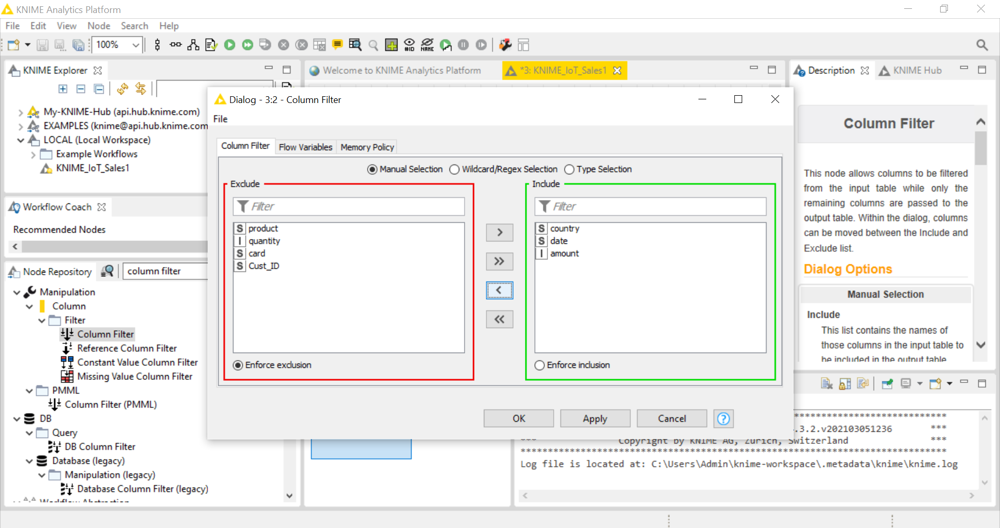 KNIME Analytics Platform
File Edit View Node Search Help
100%
#ID
NAME
KNIME Explorer
My-KNIME-Hub (api.hub.knime.com)
EXAMPLES (knime@api.hub.knime.com
LOCAL (Local Workspace)
Example Workflows
KNIME_IoT_Sales1
Workflow Coach
Recommended Nodes
Node Repository
column filter
Manipulation
Column
Filter
Column Filter
Reference Column Filter
Constant Value Column Filter
Missing Value Column Filter
PMML
Column Filter (PMML)
DB
Query
DB Column Filter
Database (legacy)
Manipulation (legacy)
Database Column Filter (legacy)
Workflow Abstraction
Welcome to KNIME Analytics Platform
*3: KNIME_IoT_Sales1
Dialog - 3:2 - Column Filter
File
Column Filter Flow Variables Memory Policy
Manual Selection Wildcard/Regex Selection Type Selection
Exclude
Filter
S product
I quantity
S card
S Cust_ID
Enforce exclusion
>
>>
<
<<
Include
Filter
S country
S date
I amount
Enforce inclusion
OK Apply Cancel ?
Description
KNIME Hub
Column Filter
This node allows columns to be filtered
from the input table while only the
remaining columns are passed to the
output table. Within the dialog, columns
can be moved between the Include and
Exclude list.
Dialog Options
Manual Selection
Include
This list contains the names of
those columns in the input table to
be included in the output table
****************************
.3.2.v202103051236 ***
*** Copyright by KNIME AG, Zurich, Switzerland ***
******************************************************************************
Log file is located at: C:\Users\Admin\knime-workspace\.metadata\knime\knime.log